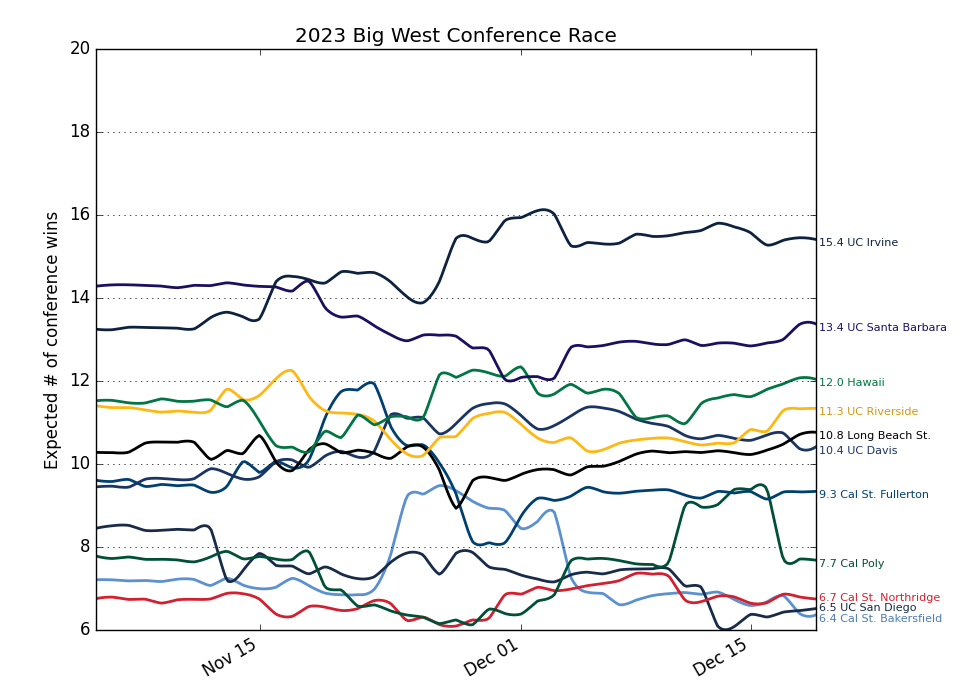 2023 Big West Conference Race
Expected # of conference wins
20
18
16
14
12
10
8
6
Nov 15
Dec 01
Dec 15
15.4 UC Irvine
13.4 UC Santa Barbara
12.0 Hawaii
11.3 UC Riverside
10.8 Long Beach St.
10.4 UC Davis
9.3 Cal St. Fullerton
7.7 Cal Poly
6.7 Cal St. Northridge
6.5 UC San Diego
6.4 Cal St. Bakersfield